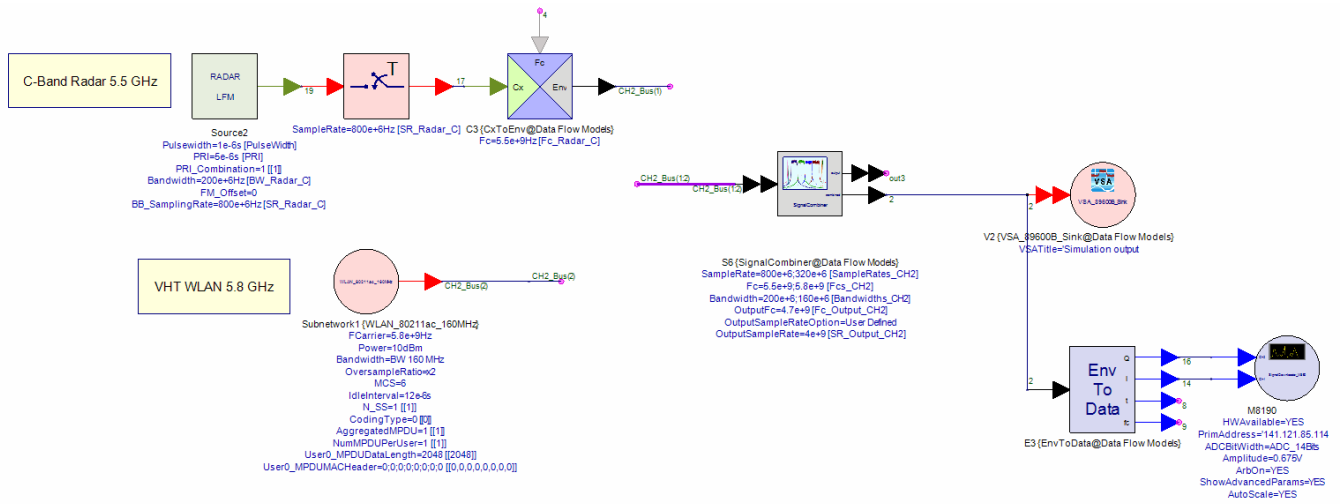 4
C-Band Radar 5.5 GHz
RADAR
LFM
19
T
17
Fc
Cx
Env
CH2_Bus(1)
Source2
Pulsewidth=1e-6s [PulseWidth]
PRI=5e-6s [PRI]
PRI_Combination=1 [[1]]
Bandwidth=200e+6Hz [BW_Radar_C]
FM_Offset=0
BB_SamplingRate=800e+6Hz [SR_Radar_C]
SampleRate=800e+6Hz [SR_Radar_C]
C3 {CxToEnv@Data Flow Models}
Fc=5.5e+9Hz [Fc_Radar_C]
CH2_Bus(1:2)
CH2_Bus(1:2)
output
combined
SignalCombiner
out3
2
2
VSA
VSA_89600B_Sink
V2 {VSA_89600B_Sink@Data Flow Models}
VSATitle='Simulation output
S6 {SignalCombiner@Data Flow Models}
SampleRate=800e+6;320e+6 [SampleRates_CH2]
Fc=5.5e+9;5.8e+9 [Fcs_CH2]
Bandwidth=200e+6;160e+6 [Bandwidths_CH2]
OutputFc=4.7e+9 [Fc_Output_CH2]
OutputSampleRateOption=User Defined
OutputSampleRate=4e+9 [SR_Output_CH2]
VHT WLAN 5.8 GHz
CH2_Bus(2)
CH2_Bus(2)
Subnetwork1 {WLAN_80211ac_160MHz}
FCarrier=5.8e+9Hz
Power=10dBm
Bandwidth=BW 160 MHz
OversampleRatio=x2
MCS=6
IdleInterval=12e-6s
N_SS=1 [[1]]
CodingType=0 [[0]]
AggregatedMPDU=1 [[1]]
NumMPDUPerUser=1 [[1]]
User0_MPDUDataLength=2048 [[2048]]
User0_MPDUMACHeader=0;0;0;0;0;0;0;0 [[0,0,0,0,0,0,0,0]]
2
Env
To
Data
Q
I
t
fc
16
14
8
9
E3 {EnvToData@Data Flow Models}
M8190
HWAvailable=YES
PrimAddress='141.121.85.114
ADCBitWidth=ADC_14Bits
Amplitude=0.675V
ArbOn=YES
ShowAdvancedParams=YES
AutoScale=YES